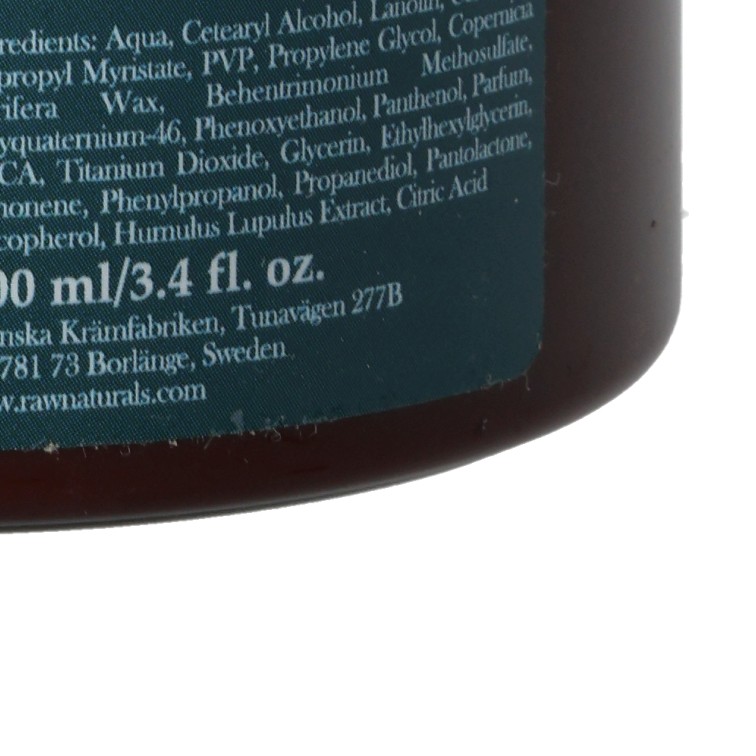 redients: Aqua, Cetearyl Alcohol, Lanolin,
propyl Myristate, PVP, Propylene Glycol, Copernicia
rifera Wax, Behentrimonium Methosulfate,
yquaternium-46, Phenoxyethanol, Panthenol, Parfum,
CA, Titanium Dioxide, Glycerin, Ethylhexylglycerin,
nonene, Phenylpropanol, Propanediol, Pantolactone,
copherol, Humulus Lupulus Extract, Citric Acid
00 ml/3.4 fl. oz.
nska Krämfabriken, Tunavägen 277B
781 73 Borlänge, Sweden
w.rawnaturals.com